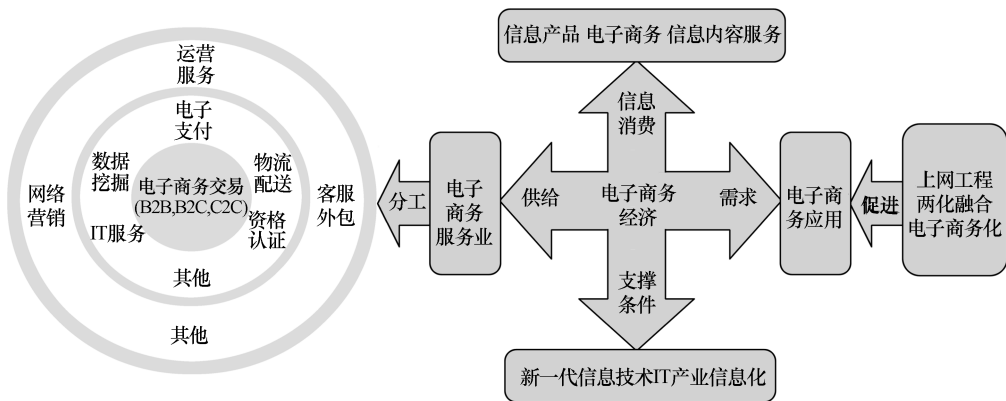 运营
服务
电子
支付
数据
挖掘
物流
配送
网络
营销
电子商务交易
(B2B,B2C,C2C),
客服
外包
IT服务
资格
认证
其他
其他
分工
电子
商务
服务业
供给
电子商务
经济
需求
信息
消费
信息产品 电子商务 信息内容服务
支撑
条件
新一代信息技术IT产业信息化
电子商
务应用
促进
上网工程
两化融合
电子商务化